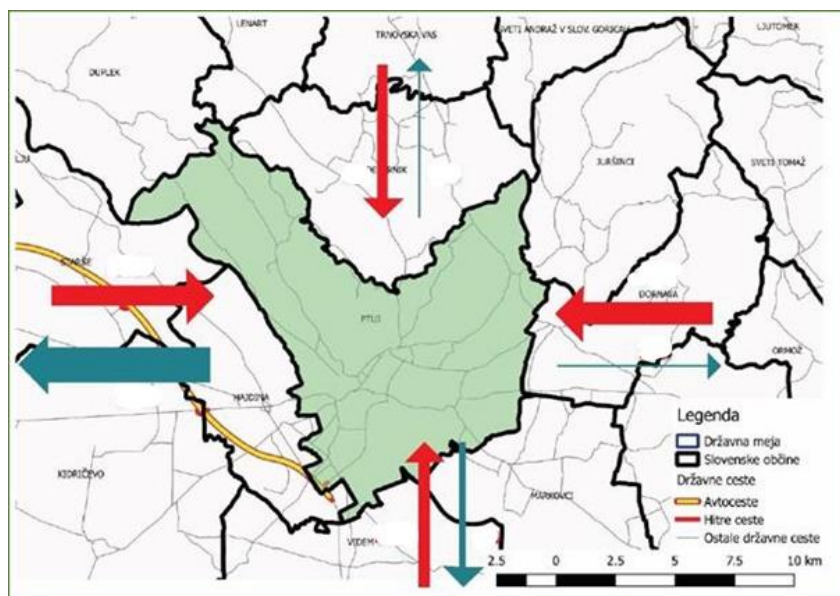 LENART
TRNOVSKA VAS
SVETI ANDRAŽ V SLOV. GORICAH
LJUTOMER
DUPLEK
JURŠINCI
SVETI TOMAŽ
STARŠE
DORNAVA
PTUJ
ORMOŽ
HAJDINA
KIDRIČEVO
MARKOVCI
VIDEM
Legenda
Državna meja
Slovenske občine
Državne ceste
Avtoceste
Hitre ceste
Ostale državne ceste
2.5 0 2.5 5 7.5 10 km